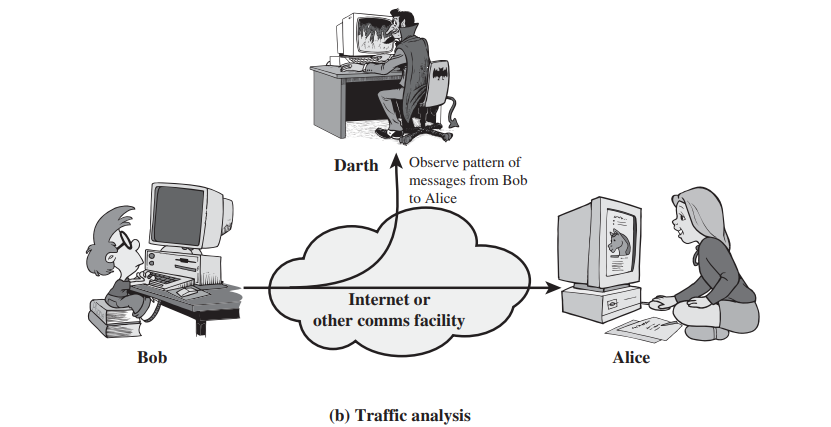 Darth
Observe pattern of
messages from Bob
to Alice
Internet or
other comms facility
Bob
Alice
(b) Traffic analysis